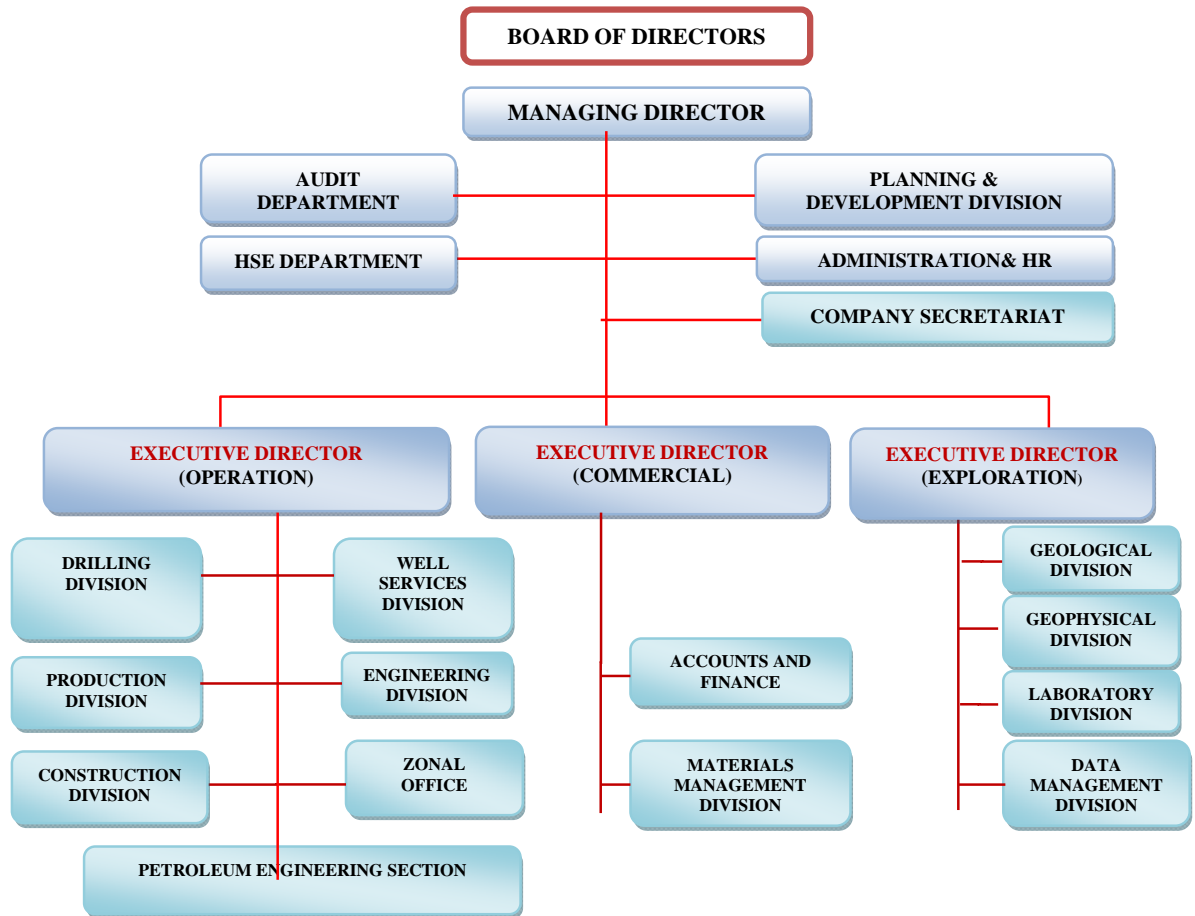 BOARD OF DIRECTORS
MANAGING DIRECTOR
AUDIT
DEPARTMENT
PLANNING &
DEVELOPMENT DIVISION
HSE DEPARTMENT
ADMINISTRATION& HR
COMPANY SECRETARIAT
EXECUTIVE DIRECTOR
(OPERATION)
EXECUTIVE DIRECTOR
(COMMERCIAL)
EXECUTIVE DIRECTOR
(EXPLORATION)
DRILLING
DIVISION
WELL
SERVICES
DIVISION
PRODUCTION
DIVISION
ENGINEERING
DIVISION
CONSTRUCTION
DIVISION
ZONAL
OFFICE
PETROLEUM ENGINEERING SECTION
ACCOUNTS AND
FINANCE
MATERIALS
MANAGEMENT
DIVISION
GEOLOGICAL
DIVISION
GEOPHYSICAL
DIVISION
LABORATORY
DIVISION
DATA
MANAGEMENT
DIVISION